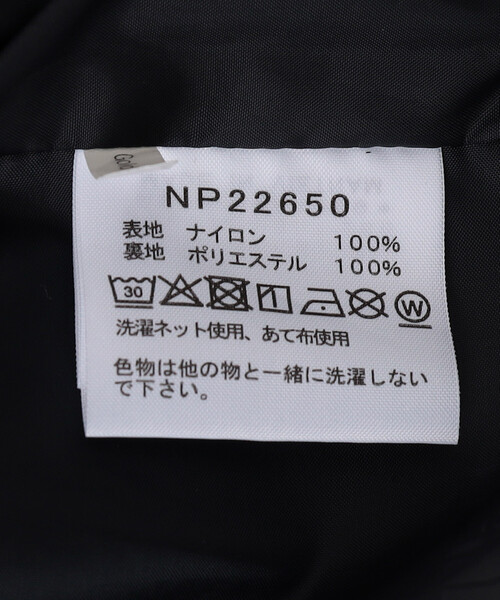 NP22650
表地 ナイロン 100%
裏地 ポリエステル 100%
30 W
洗濯ネット使用、あて布使用
色物は他の物と一緒に洗濯しない
で下さい。